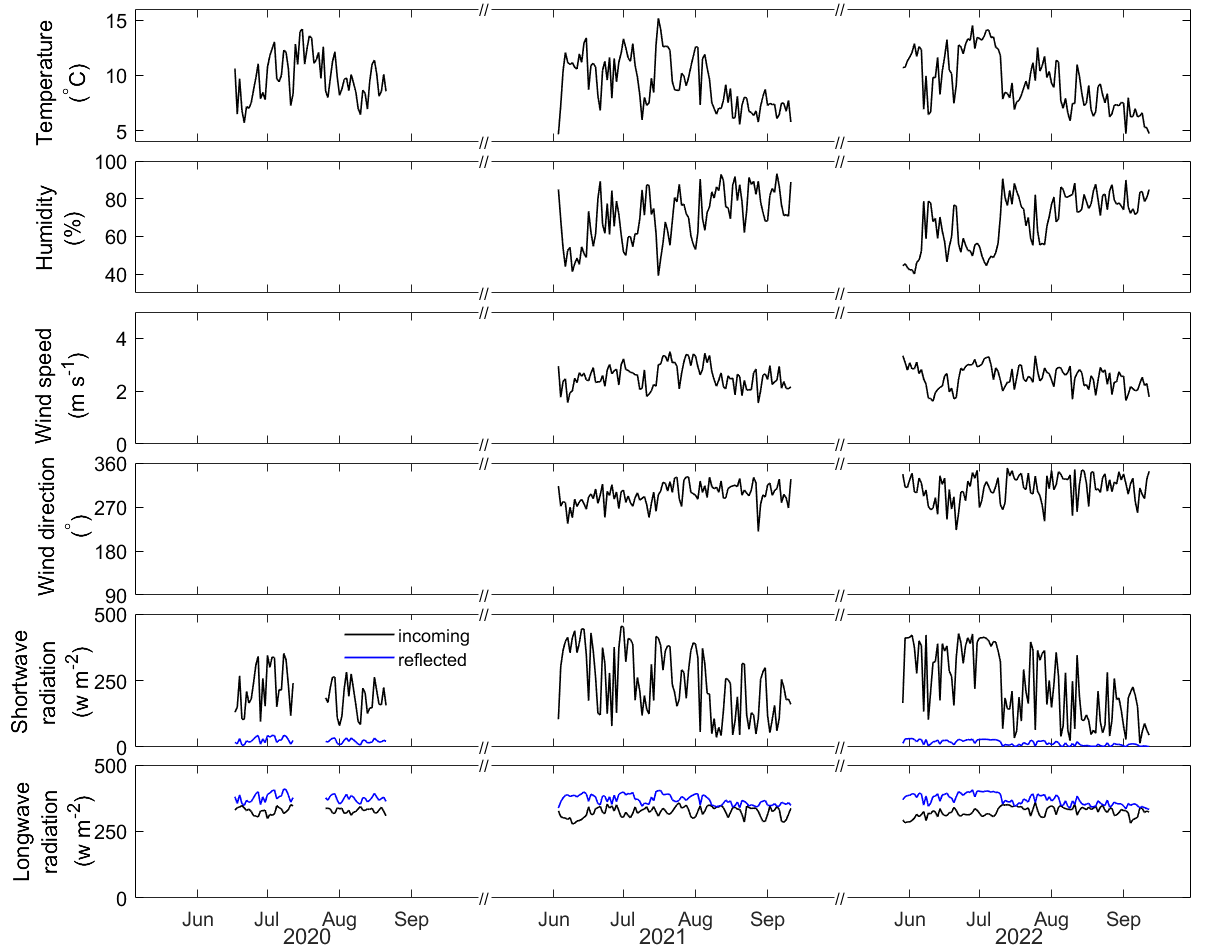 Temperature
(°C)
15
10
5
//
//
//
//
Humidity
(%)
100
80
60
40
//
//
//
//
Wind speed
(m s-1)
4
2
0
//
//
//
//
Wind direction
(°)
360
270
180
90
//
//
//
//
Shortwave
radiation
(w m-2)
500
250
0
incoming
reflected
//
//
//
//
Longwave
radiation
(w m-2)
500
250
0
//
//
//
//
Jun Jul Aug Sep Jun Jul Aug Sep Jun Jul Aug Sep
2020 2021 2022